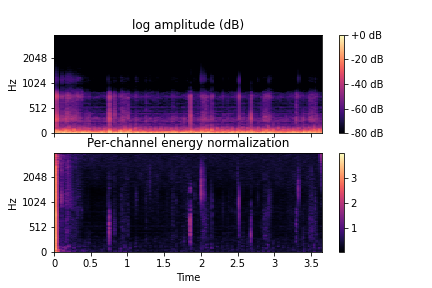 log amplitude (dB)
Hz
2048
1024
512
0
+0 dB
-20 dB
-40 dB
-60 dB
-80 dB
Per-channel energy normalization
Hz
2048
1024
512
0
3
2
1
0 0.5 1 1.5 2 2.5 3 3.5
Time